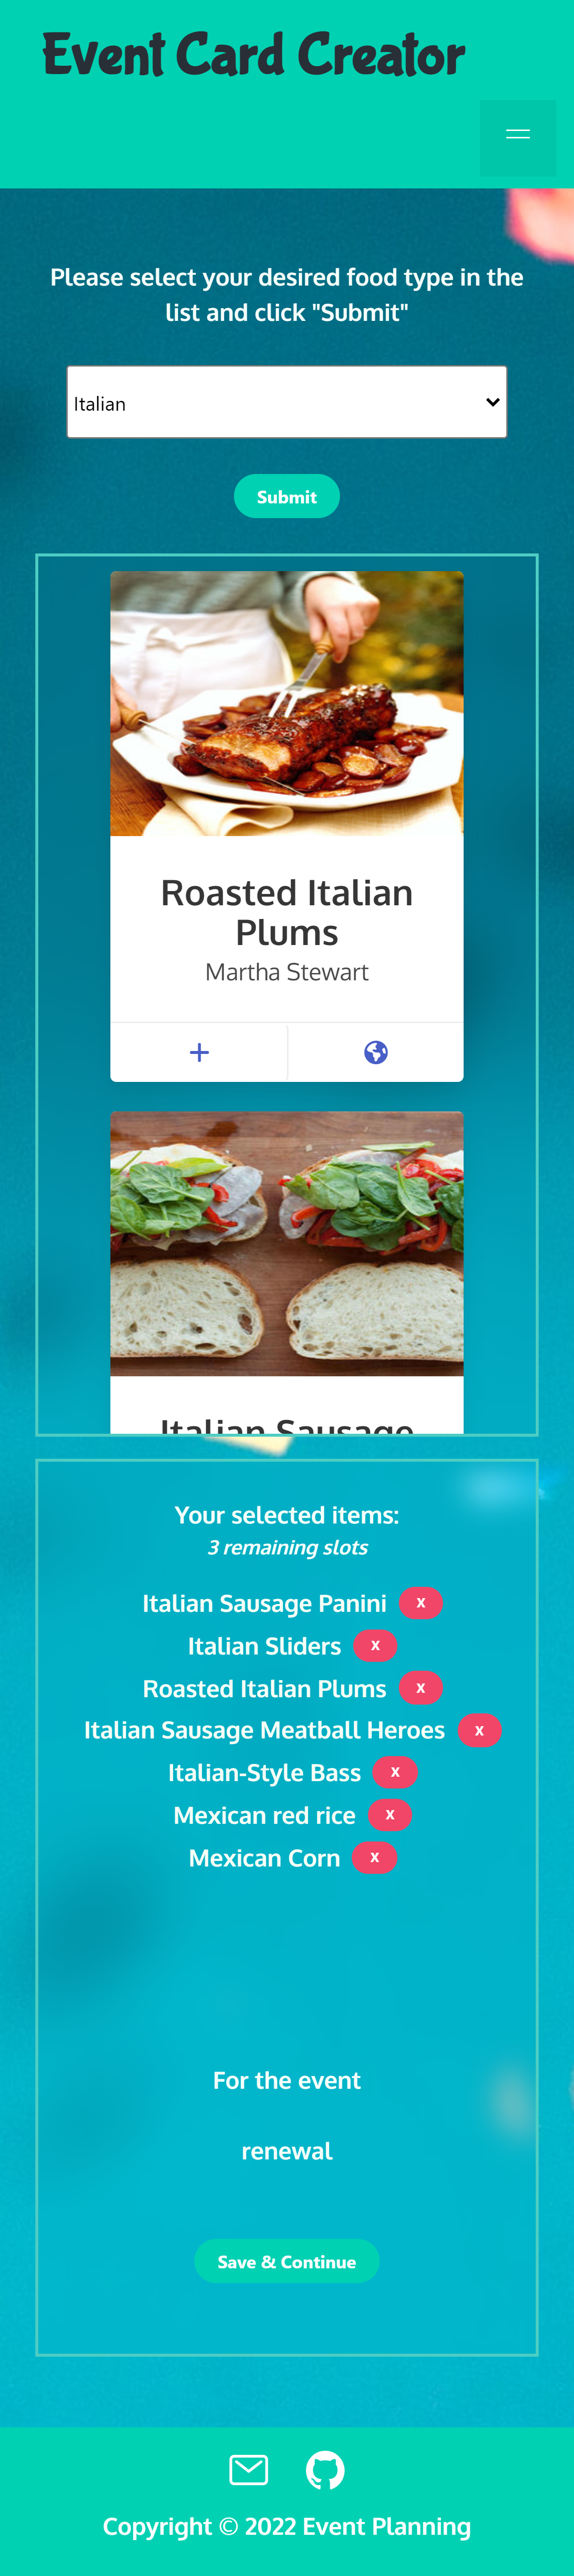 Event Card Creator
Please select your desired food type in the
list and click "Submit"
Italian
Submit
Roasted Italian
Plums
Martha Stewart
Italian Sausage
Your selected items:
3 remaining slots
Italian Sausage Panini x
Italian Sliders x
Roasted Italian Plums x
Italian Sausage Meatball Heroes x
Italian-Style Bass x
Mexican red rice x
Mexican Corn x
For the event
renewal
Save & Continue
Copyright © 2022 Event Planning